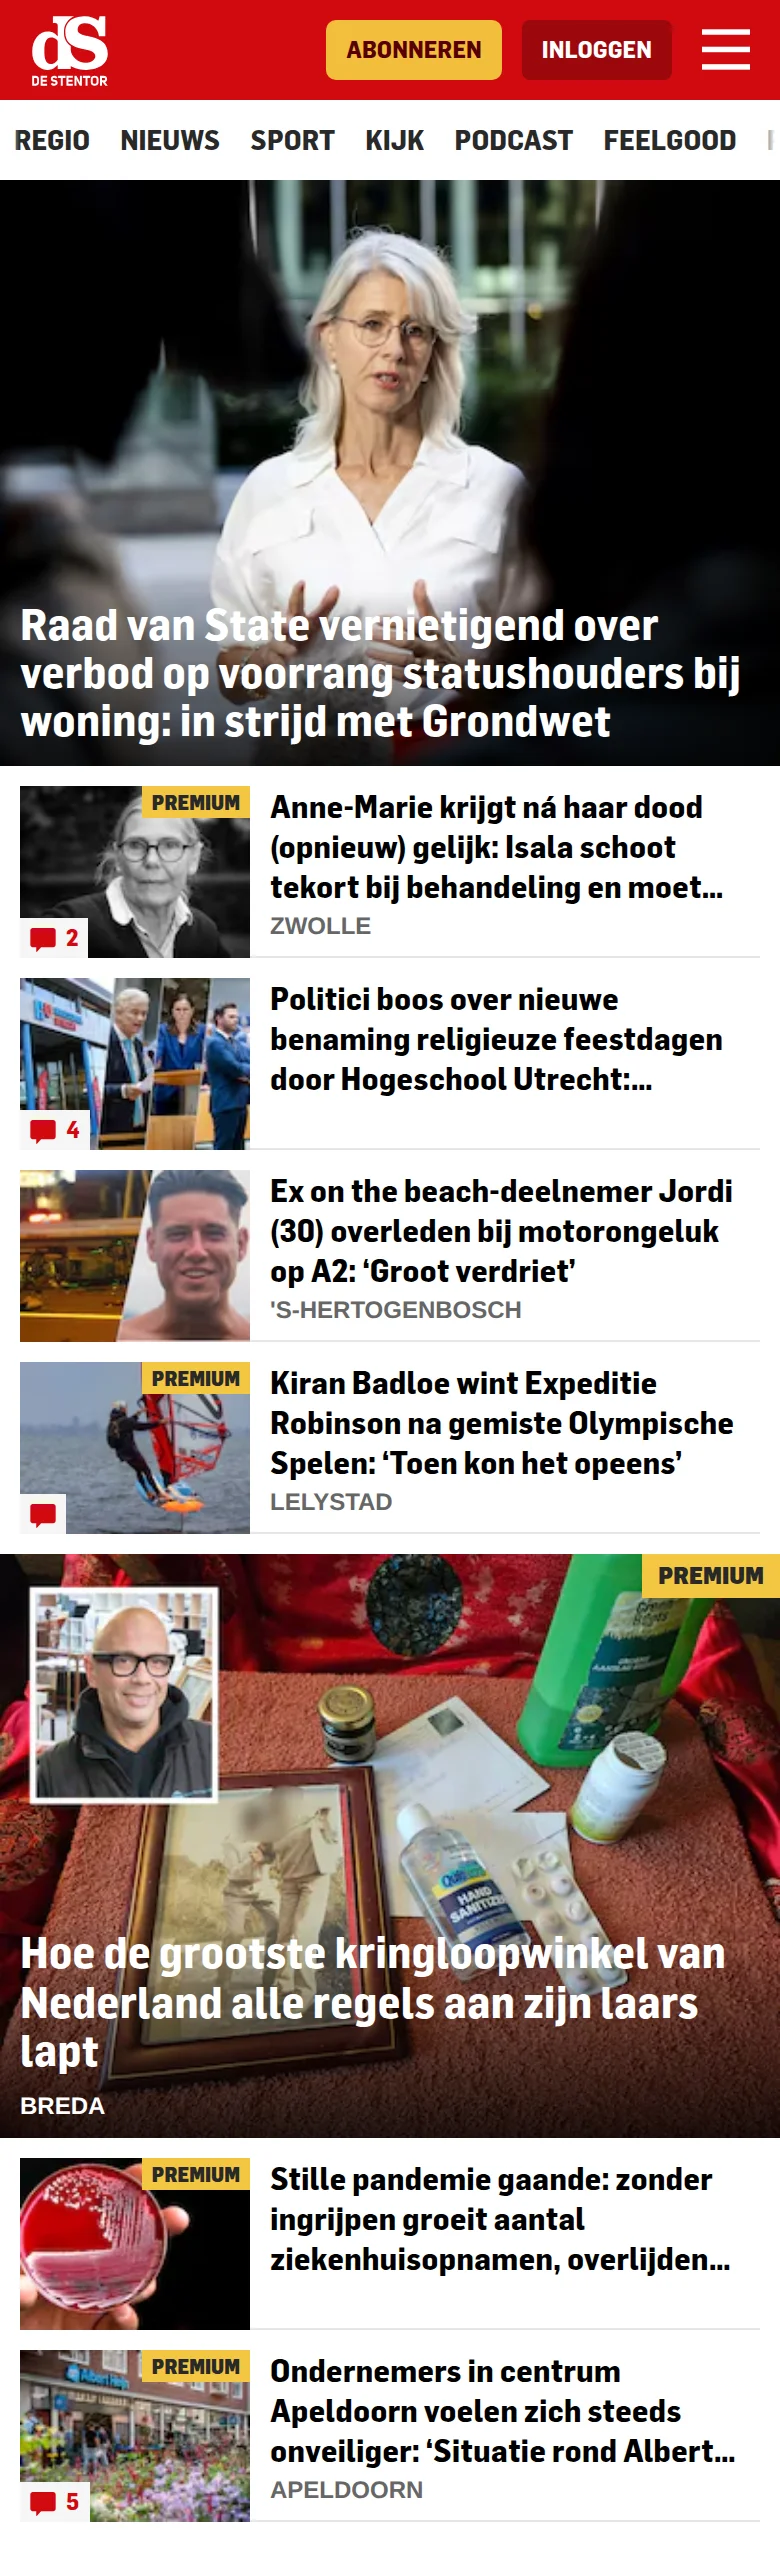 dS
DE STENTOR
ABONNEREN
INLOGGEN
REGIO NIEUWS SPORT KIJK PODCAST FEELGOOD
Raad van State vernietigend over
verbod op voorrang statushouders bij
woning: in strijd met Grondwet
PREMIUM
2
Anne-Marie krijgt ná haar dood
(opnieuw) gelijk: Isala schoot
tekort bij behandeling en moet...
ZWOLLE
4
Politici boos over nieuwe
benaming religieuze feestdagen
door Hogeschool Utrecht:...
Ex on the beach-deelnemer Jordi
(30) overleden bij motorongeluk
op A2: ‘Groot verdriet’
'S-HERTOGENBOSCH
PREMIUM
Kiran Badloe wint Expeditie
Robinson na gemiste Olympische
Spelen: ‘Toen kon het opeens’
LELYSTAD
PREMIUM
HAND
SANITIZER
Hoe de grootste kringloopwinkel van
Nederland alle regels aan zijn laars
lapt
BREDA
PREMIUM
Stille pandemie gaande: zonder
ingrijpen groeit aantal
ziekenhuisopnamen, overlijden...
PREMIUM
Albert Heijn
5
Ondernemers in centrum
Apeldoorn voelen zich steeds
onveiliger: ‘Situatie rond Albert...
APELDOORN